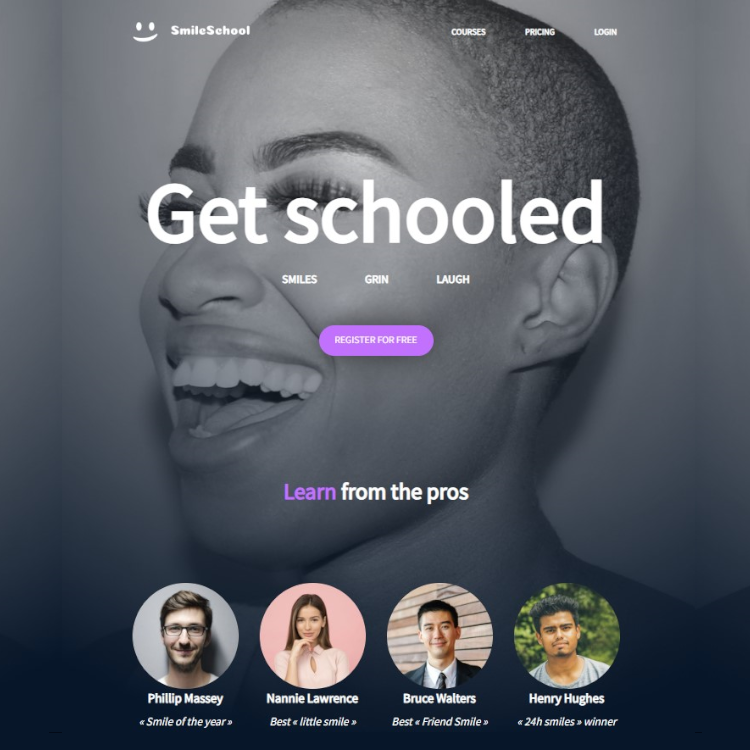 SmileSchool
COURSES PRICING LOGIN
Get schooled
SMILES GRIN LAUGH
REGISTER FOR FREE
Learn from the pros
Phillip Massey Nannie Lawrence Bruce Walters Henry Hughes
« Smile of the year » Best « little smile » Best « Friend Smile » « 24h smiles » winner